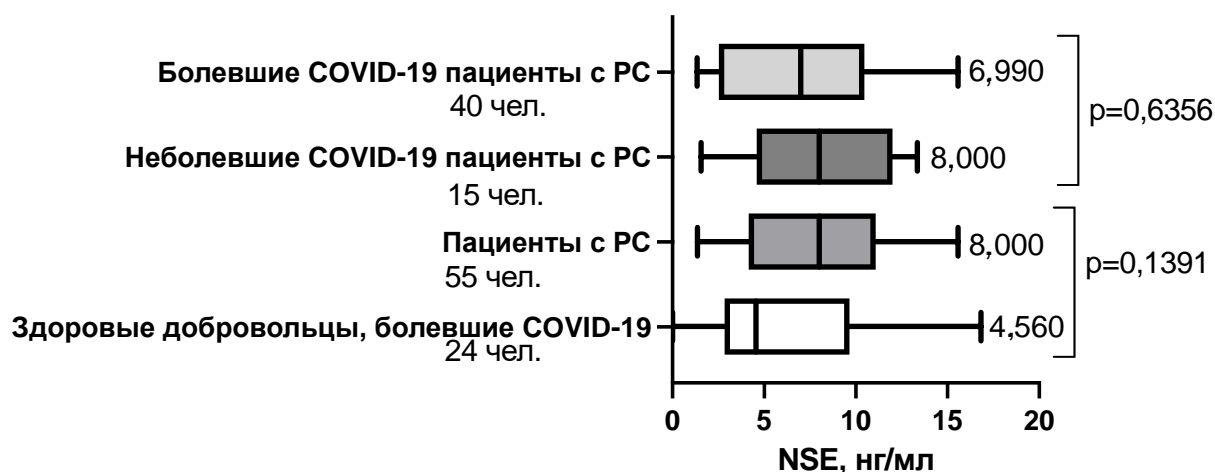 Болевшие COVID-19 пациенты с РС
40 чел.
6,990
Неболевшие COVID-19 пациенты с РС
15 чел.
8,000
p=0,6356
Пациенты с РС
55 чел.
8,000
p=0,1391
Здоровые добровольцы, болевшие COVID-19
24 чел.
4,560
0 5 10 15 20
NSE, нг/мл